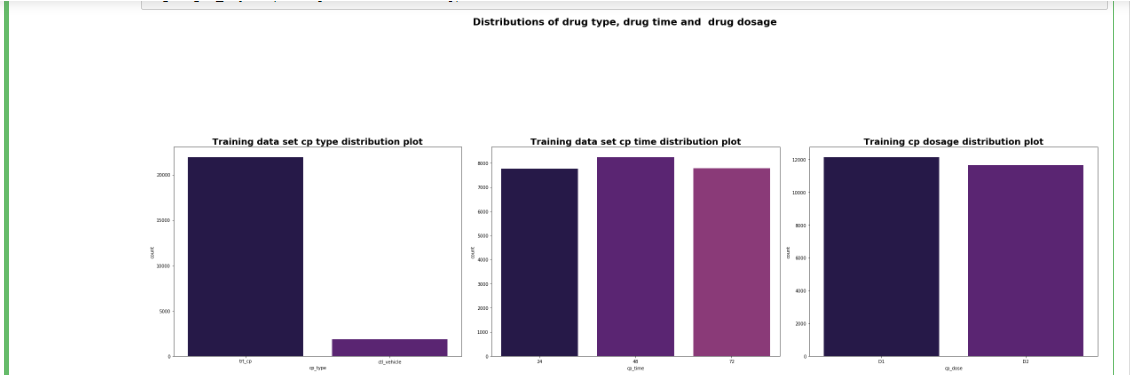 Distributions of drug type, drug time and  drug dosage
Training data set cp type distribution plot
20000
15000
10000
5000
0
count
trt_cp
ctl_vehicle
cp_type
Training data set cp time distribution plot
8000
7000
6000
5000
4000
3000
2000
1000
0
count
24
48
72
cp_time
Training cp dosage distribution plot
12000
10000
8000
6000
4000
2000
0
count
D1
D2
cp_dose